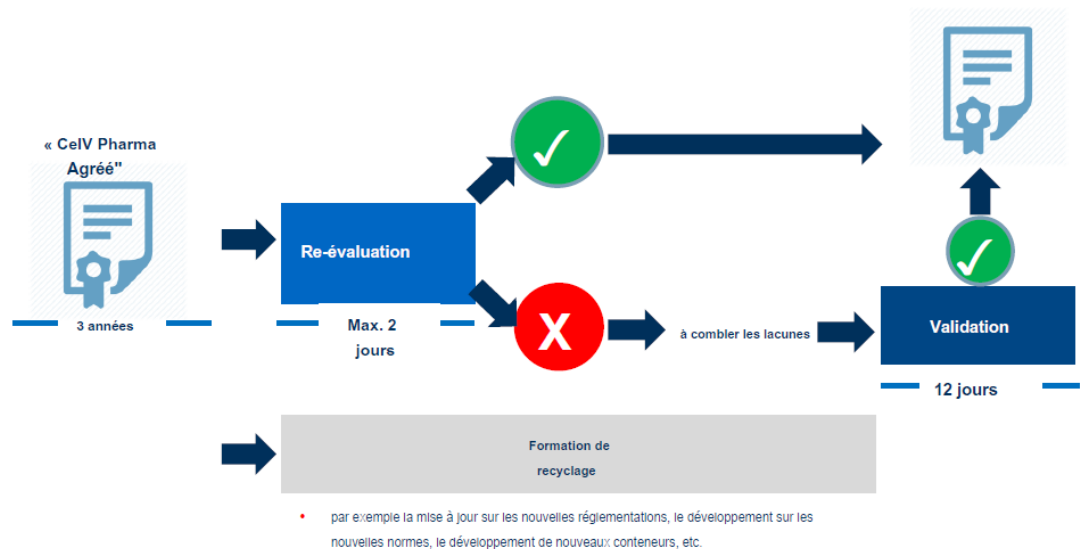 « CeIV Pharma
Agréé"
3 années
Re-évaluation
Max. 2
jours
X
à combler les lacunes
Validation
12 jours
Formation de
recyclage
• par exemple la mise à jour sur les nouvelles réglementations, le développement sur les
nouvelles normes, le développement de nouveaux conteneurs, etc.